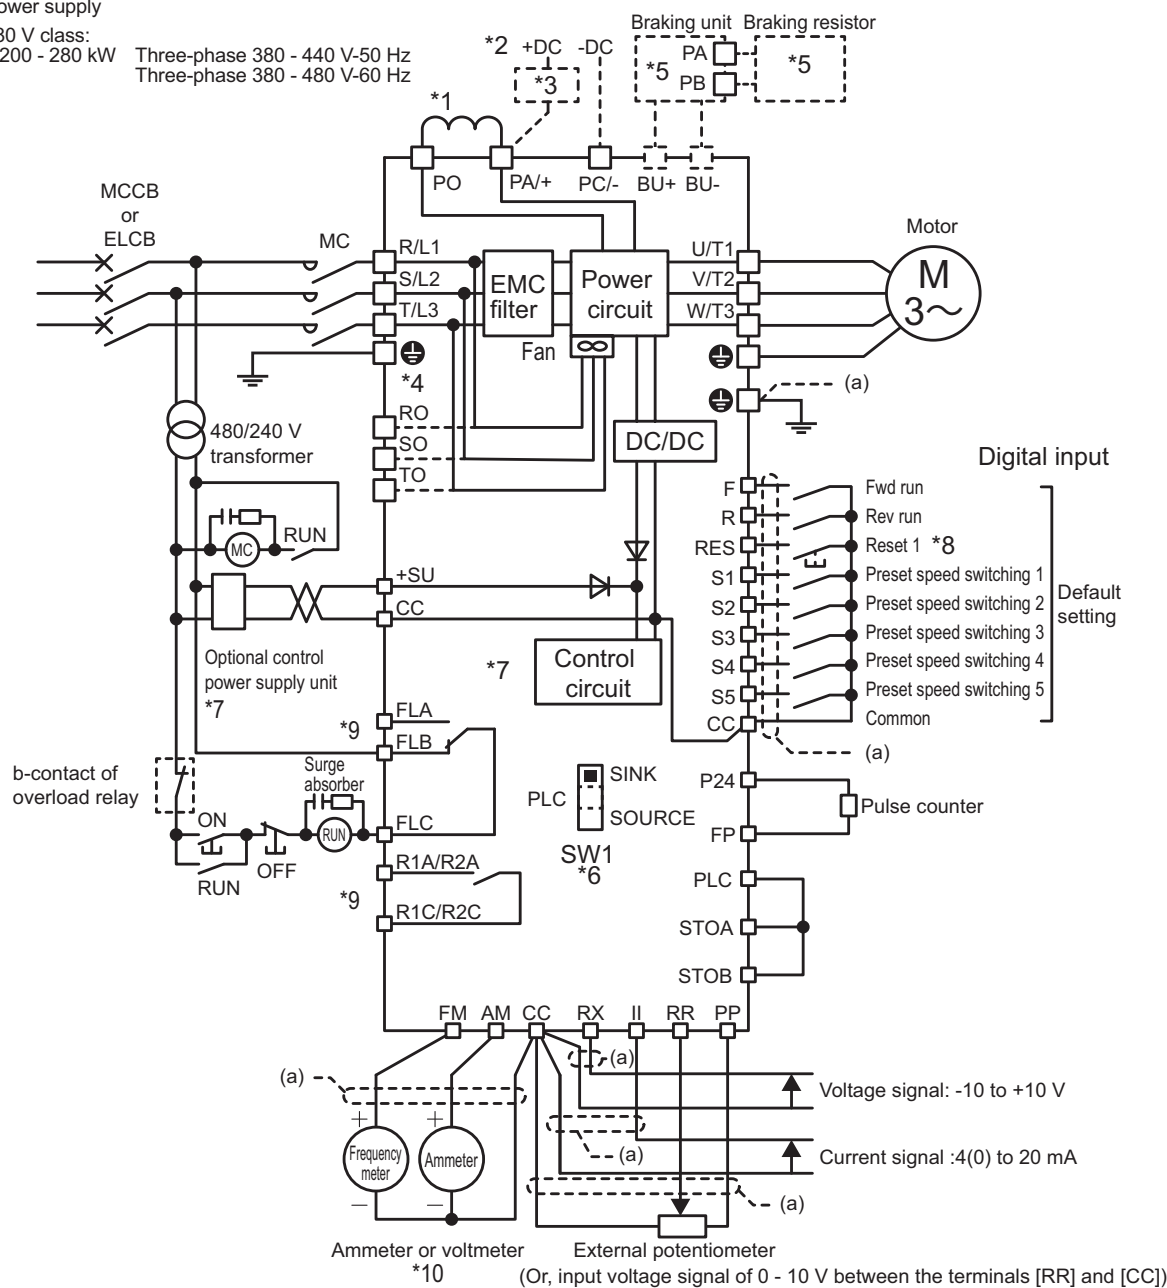 ower supply
80 V class:
200 - 280 kW Three-phase 380 - 440 V-50 Hz
Three-phase 380 - 480 V-60 Hz
Braking unit Braking resistor
*2 +DC -DC
*3
*5
PA
PB
*5
*1
PO
PA/+
PC/-
BU+
BU-
MCCB
or
ELCB
MC
R/L1
S/L2
T/L3
EMC
filter
Power
circuit
Fan
U/T1
V/T2
W/T3
Motor
M
3~
*4
RO
SO
TO
(a)
480/240 V
transformer
DC/DC
Digital input
MC
RUN
+SU
CC
Optional control
power supply unit
*7
*7
Control
circuit
F
R
RES
S1
S2
S3
S4
S5
CC
Fwd run
Rev run
Reset 1 *8
Preset speed switching 1
Preset speed switching 2
Preset speed switching 3
Preset speed switching 4
Preset speed switching 5
Common
Default
setting
(a)
*9
FLA
FLB
FLC
b-contact of
overload relay
Surge
absorber
ON
RUN
OFF
RUN
PLC
SINK
SOURCE
SW1
*6
P24
FP
Pulse counter
*9
R1A/R2A
R1C/R2C
PLC
STOA
STOB
FM AM CC RX II RR PP
(a)
(a)
Voltage signal: -10 to +10 V
(a)
Current signal :4(0) to 20 mA
(a)
+
Frequency
meter
–
+
Ammeter
–
Ammeter or voltmeter
*10
External potentiometer
(Or, input voltage signal of 0 - 10 V between the terminals [RR] and [CC])